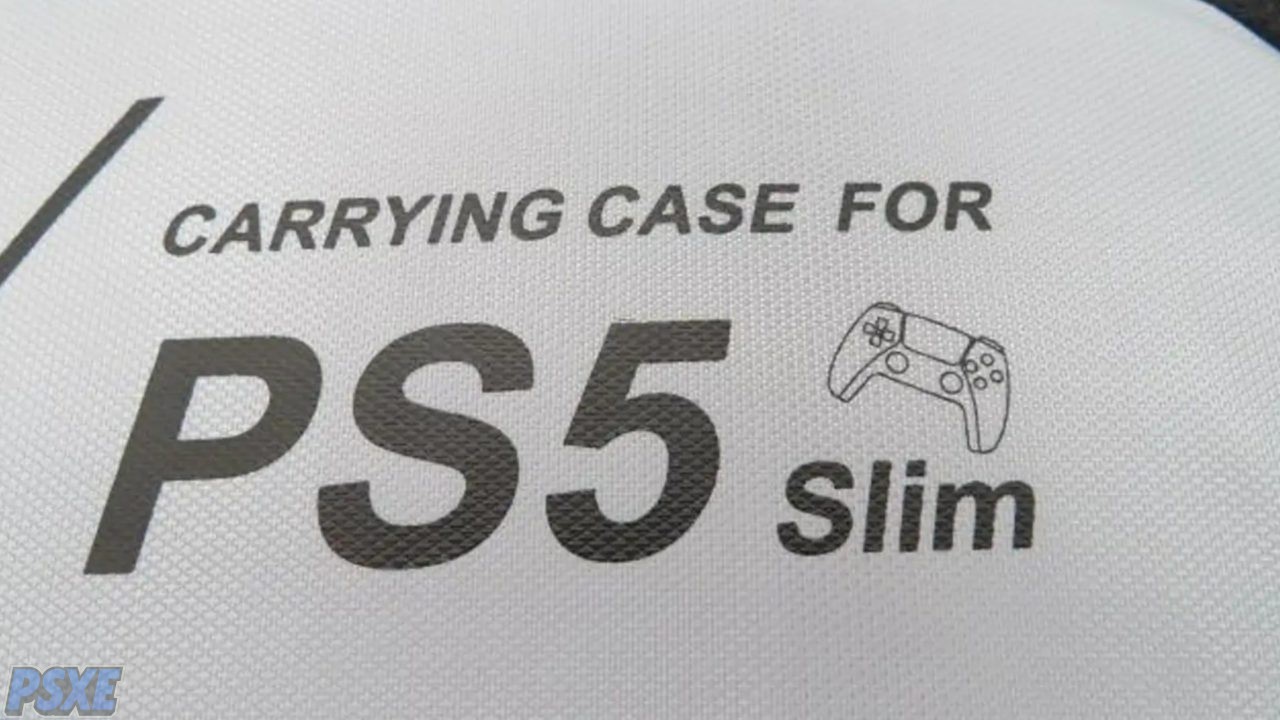 CARRYING CASE FOR
PS5 Slim
PSXE